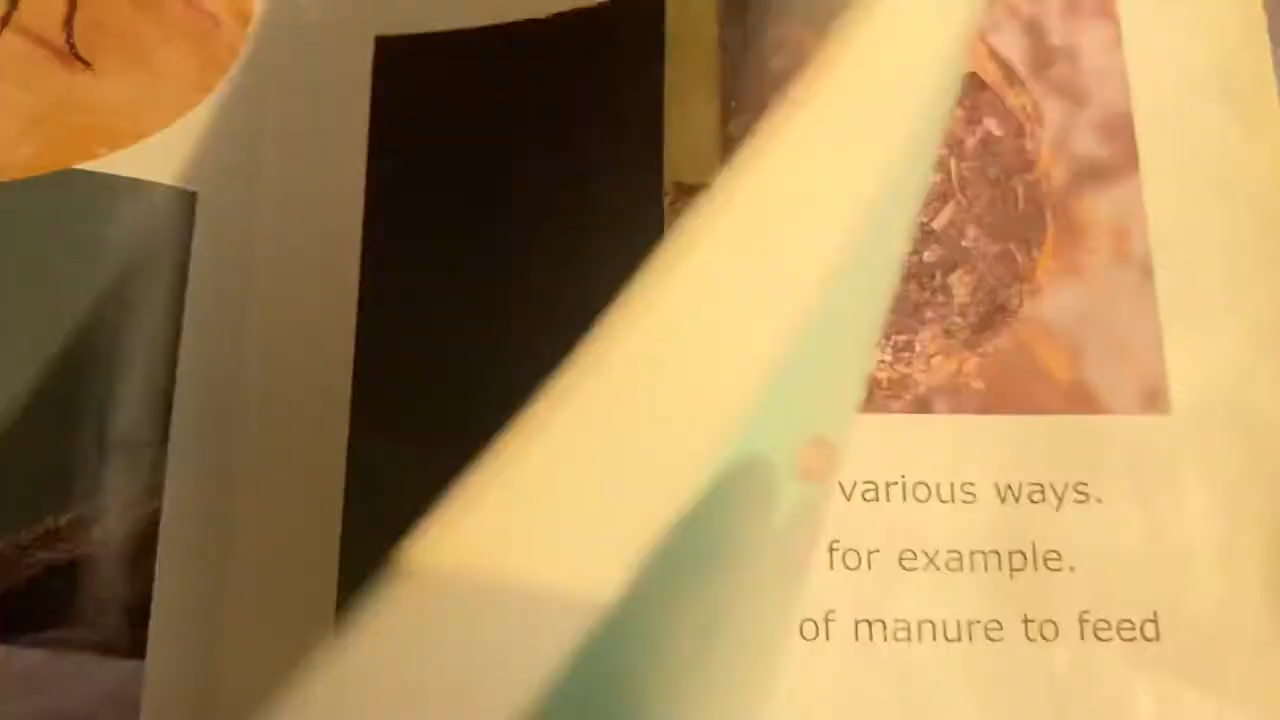 various ways.
for example.
of manure to feed